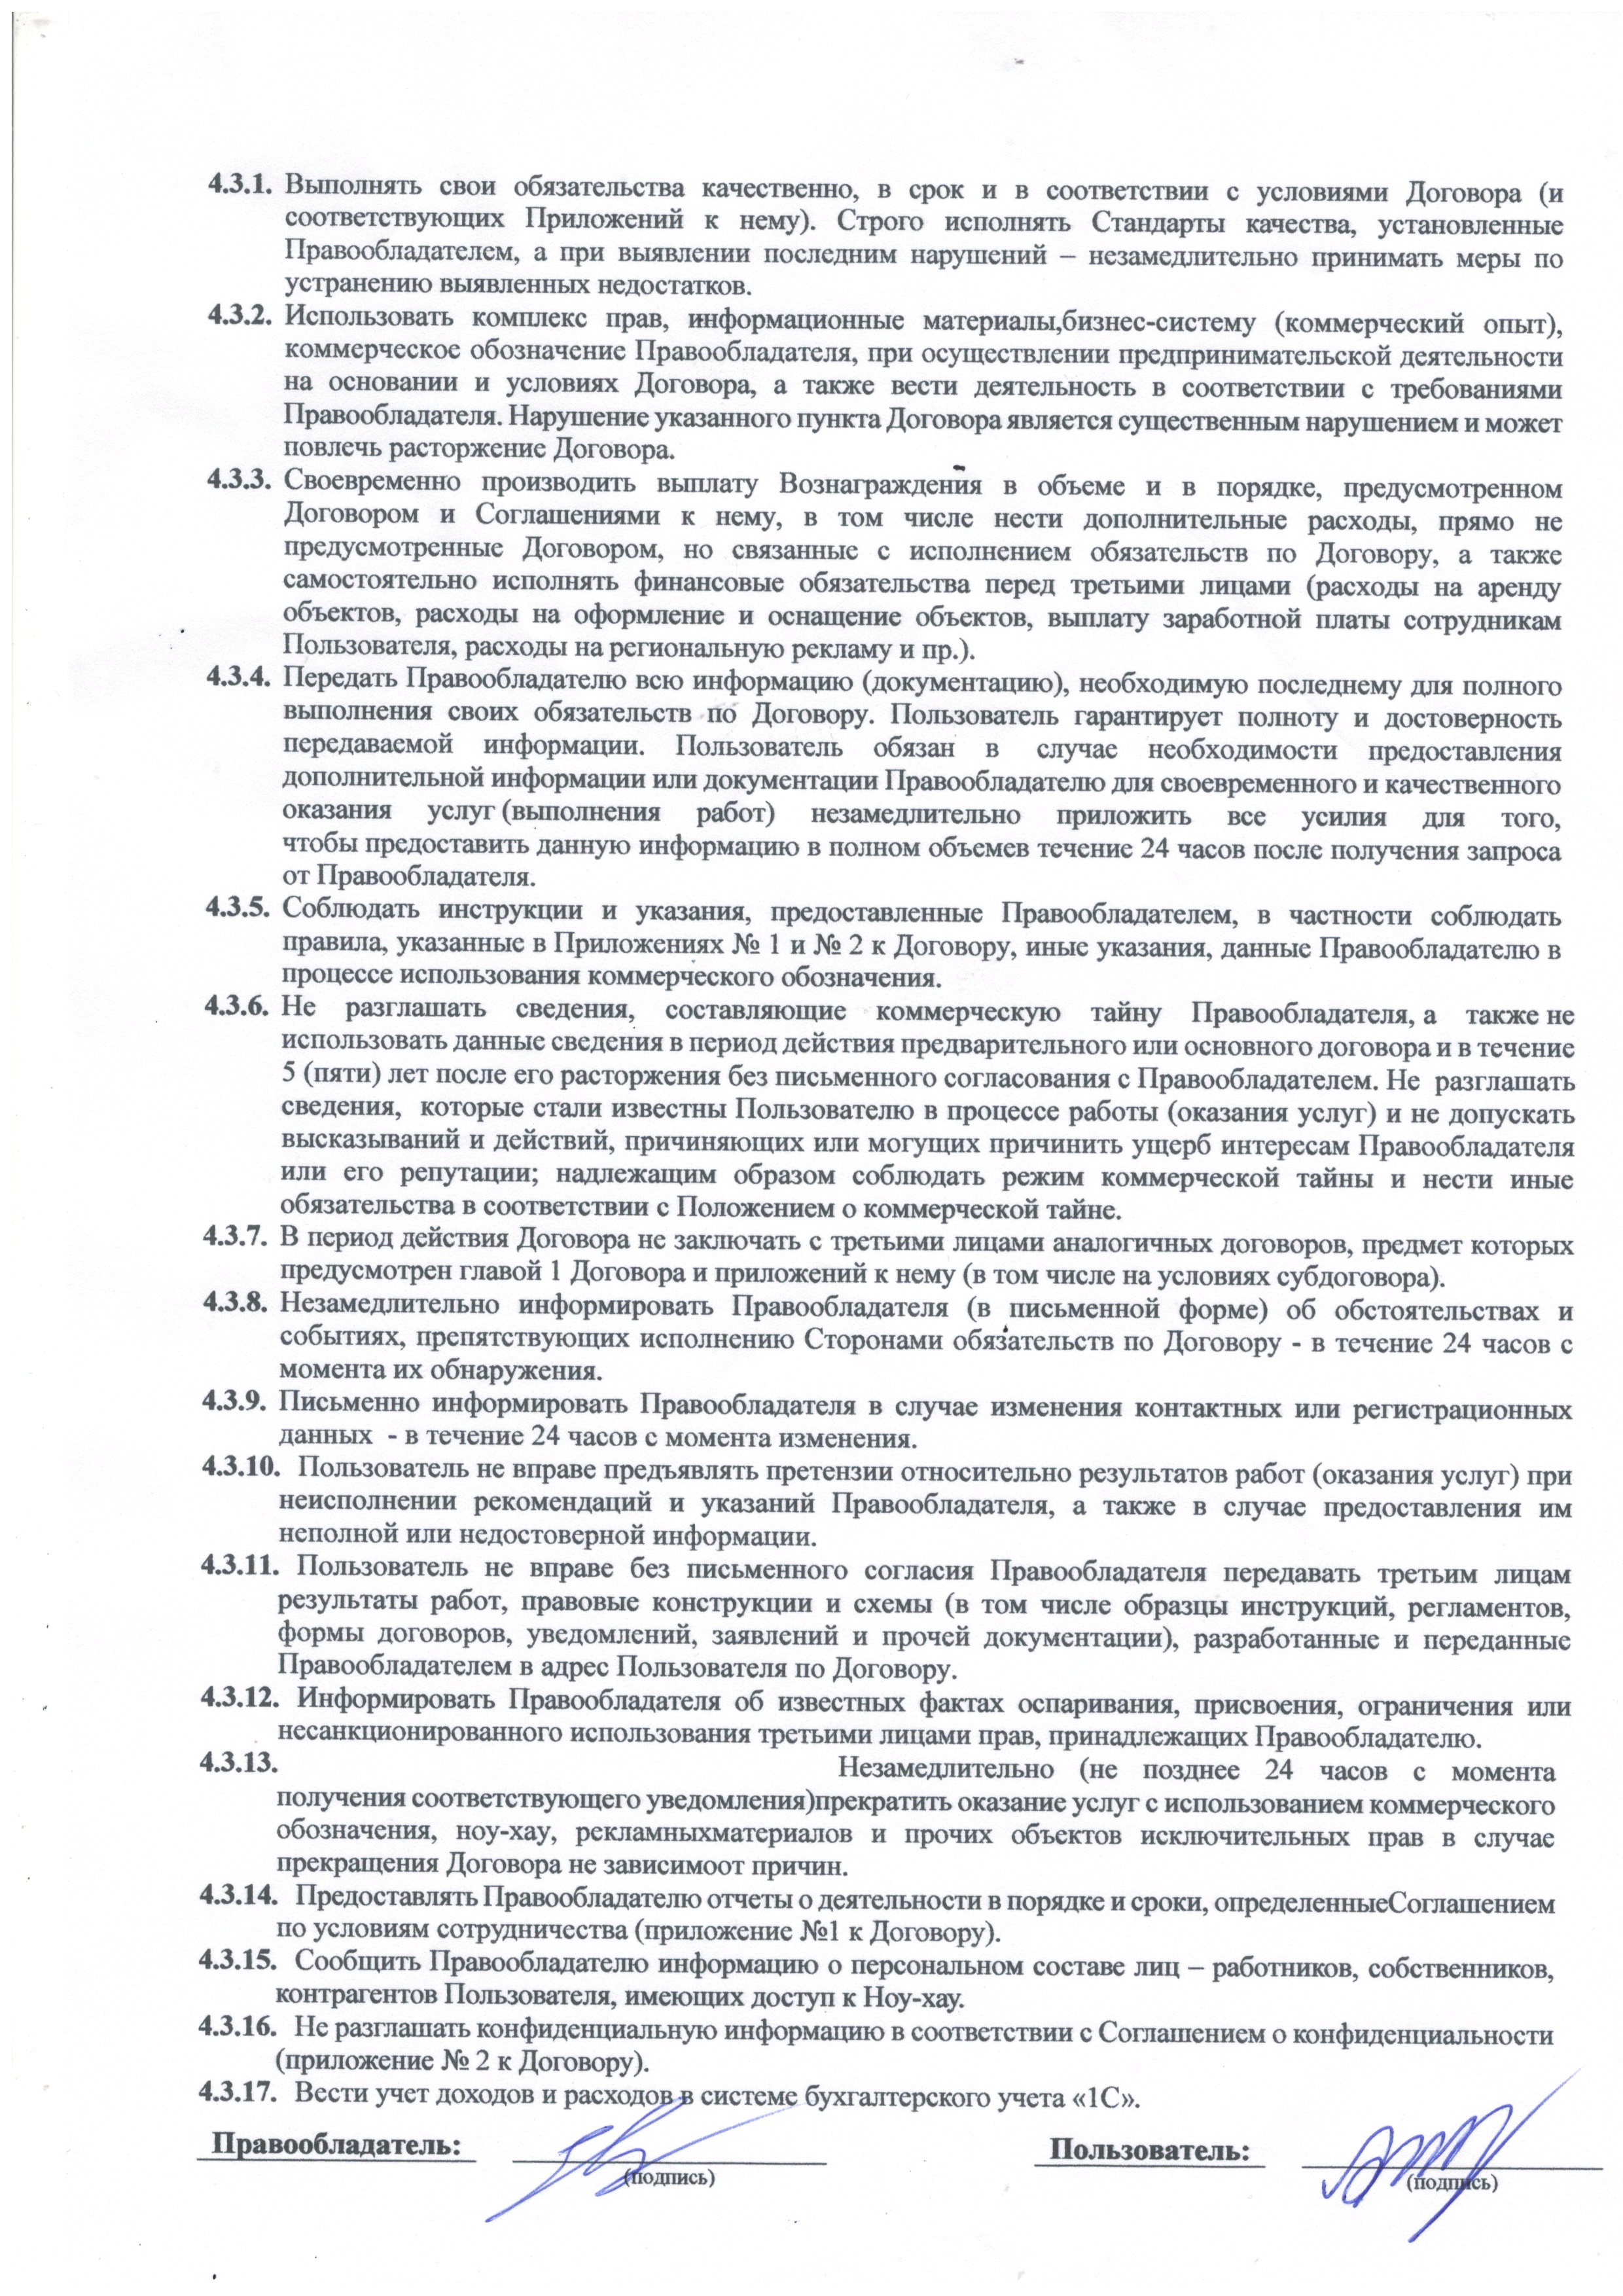 4.3.1. Выполнять свои обязательства качественно, в срок и в соответствии с условиями Договора (и
соответствующих Приложений к нему). Строго исполнять Стандарты качества, установленные
Правообладателем, а при выявлении последним нарушений – незамедлительно принимать меры по
устранению выявленных недостатков.
4.3.2. Использовать комплекс прав, информационные материалы,бизнес-систему (коммерческий опыт),
коммерческое обозначение Правообладателя, при осуществлении предпринимательской деятельности
на основании и условиях Договора, а также вести деятельность в соответствии с требованиями
Правообладателя. Нарушение указанного пункта Договора является существенным нарушением и может
повлечь расторжение Договора.
4.3.3. Своевременно производить выплату Вознаграждения в объеме и в порядке, предусмотренном
Договором и Соглашениями к нему, в том числе нести дополнительные расходы, прямо не
предусмотренные Договором, но связанные с исполнением обязательств по Договору, а также
самостоятельно исполнять финансовые обязательства перед третьими лицами (расходы на аренду
объектов, расходы на оформление и оснащение объектов, выплату заработной платы сотрудникам
Пользователя, расходы на региональную рекламу и пр.).
4.3.4. Передать Правообладателю всю информацию (документацию), необходимую последнему для полного
выполнения своих обязательств по Договору. Пользователь гарантирует полноту и достоверность
передаваемой информации. Пользователь обязан в случае необходимости предоставления
дополнительной информации или документации Правообладателю для своевременного и качественного
оказания услуг (выполнения работ) незамедлительно приложить все усилия для того,
чтобы предоставить данную информацию в полном объемев течение 24 часов после получения запроса
от Правообладателя.
4.3.5. Соблюдать инструкции и указания, предоставленные Правообладателем, в частности соблюдать
правила, указанные в Приложениях № 1 и № 2 к Договору, иные указания, данные Правообладателю в
процессе использования коммерческого обозначения.
4.3.6. Не разглашать сведения, составляющие коммерческую тайну Правообладателя, а также не
использовать данные сведения в период действия предварительного или основного договора и в течение
5 (пяти) лет после его расторжения без письменного согласования с Правообладателем. Не разглашать
сведения, которые стали известны Пользователю в процессе работы (оказания услуг) и не допускать
высказываний и действий, причиняющих или могущих причинить ущерб интересам Правообладателя
или его репутации; надлежащим образом соблюдать режим коммерческой тайны и нести иные
обязательства в соответствии с Положением о коммерческой тайне.
4.3.7. В период действия Договора не заключать с третьими лицами аналогичных договоров, предмет которых
предусмотрен главой 1 Договора и приложений к нему (в том числе на условиях субдоговора).
4.3.8. Незамедлительно информировать Правообладателя (в письменной форме) об обстоятельствах и
событиях, препятствующих исполнению Сторонами обязательств по Договору - в течение 24 часов с
момента их обнаружения.
4.3.9. Письменно информировать Правообладателя в случае изменения контактных или регистрационных
данных - в течение 24 часов с момента изменения.
4.3.10. Пользователь не вправе предъявлять претензии относительно результатов работ (оказания услуг) при
неисполнении рекомендаций и указаний Правообладателя, а также в случае предоставления им
неполной или недостоверной информации.
4.3.11. Пользователь не вправе без письменного согласия Правообладателя передавать третьим лицам
результаты работ, правовые конструкции и схемы (в том числе образцы инструкций, регламентов,
формы договоров, уведомлений, заявлений и прочей документации), разработанные и переданные
Правообладателем в адрес Пользователя по Договору.
4.3.12. Информировать Правообладателя об известных фактах оспаривания, присвоения, ограничения или
несанкционированного использования третьими лицами прав, принадлежащих Правообладателю.
4.3.13. Незамедлительно (не позднее 24 часов с момента
получения соответствующего уведомления)прекратить оказание услуг с использованием коммерческого
обозначения, ноу-хау, рекламныхматериалов и прочих объектов исключительных прав в случае
прекращения Договора не зависимоот причин.
4.3.14. Предоставлять Правообладателю отчеты о деятельности в порядке и сроки, определенныеСоглашением
по условиям сотрудничества (приложение №1 к Договору).
4.3.15. Сообщить Правообладателю информацию о персональном составе лиц – работников, собственников,
контрагентов Пользователя, имеющих доступ к Ноу-хау.
4.3.16. Не разглашать конфиденциальную информацию в соответствии с Соглашением о конфиденциальности
(приложение № 2 к Договору).
4.3.17. Вести учет доходов и расходов в системе бухгалтерского учета «1С».
Правообладатель: Пользователь:
(подпись) (подпись)